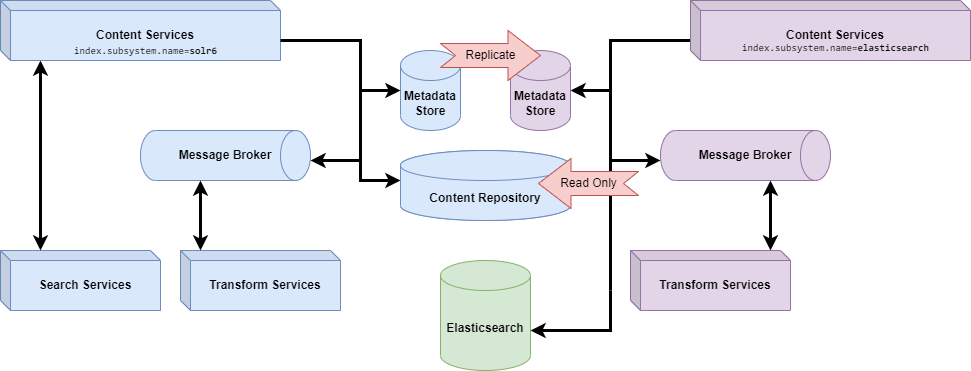 Content Services
index.subsystem.name=solr6
Content Services
index.subsystem.name=elasticsearch
Replicate
Metadata
Store
Metadata
Store
Message Broker
Message Broker
Content Repository
Read Only
Search Services
Transform Services
Transform Services
Elasticsearch